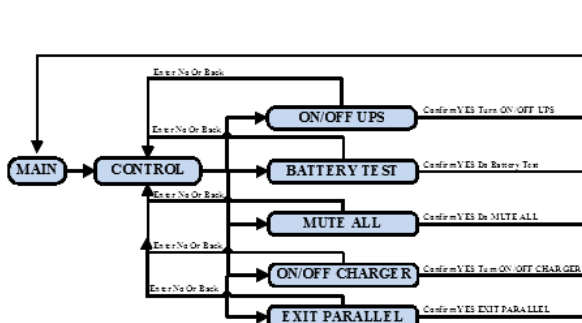 Enter No Or Back
ON/OFF UPS
Confirm YES Turn ON/OFF UPS
Enter No Or Back
MAIN
CONTROL
BATTERY TEST
Confirm YES Do Battery Test
Enter No Or Back
MUTE ALL
Confirm YES Do MUTE ALL
Enter No Or Back
ON/OFF CHARGER
Confirm YES Turn ON/OFF CHARGER
Enter No Or Back
EXIT PARALLEL
Confirm YES EXIT PARALLEL